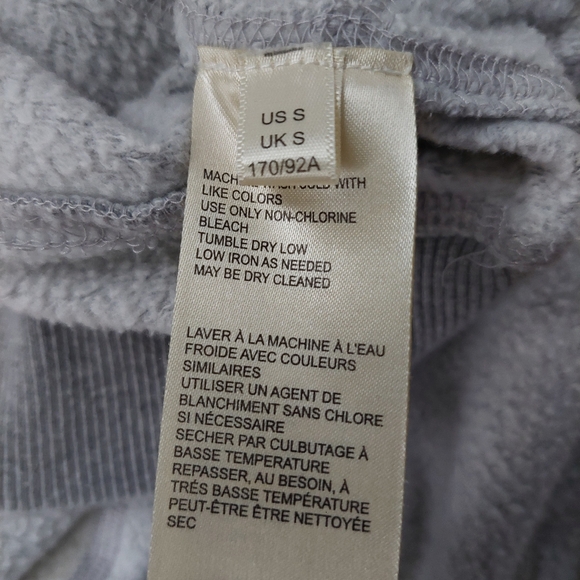 US S
UK S
170/92A
MACH WASH COLD WITH
LIKE COLORS
USE ONLY NON-CHLORINE
BLEACH
TUMBLE DRY LOW
LOW IRON AS NEEDED
MAY BE DRY CLEANED
LAVER À LA MACHINE À L'EAU
FROIDE AVEC COULEURS
SIMILAIRES
UTILISER UN AGENT DE
BLANCHIMENT SANS CHLORE
SI NÉCESSAIRE
SECHER PAR CULBUTAGE À
BASSE TEMPERATURE
REPASSER, AU BESOIN, À
TRÉS BASSE TEMPÉRATURE
PEUT-ÊTRE ÊTRE NETTOYÉE
SEC